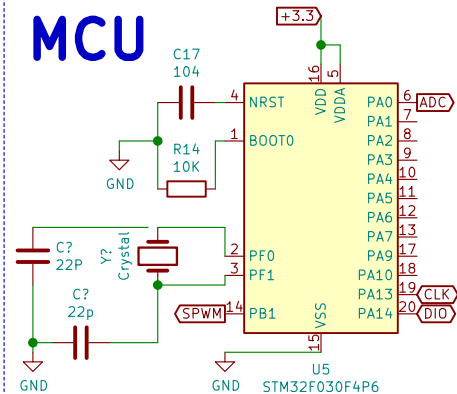 MCU
+3.3
C17
104
16
5
VDD
VDDA
4
NRST
PA0
6
ADC
PA1
7
1
BOOT0
PA2
8
R14
10K
PA3
9
GND
PA4
10
PA5
11
PA6
12
PA7
13
C?
22P
Y?
Crystal
2
PF0
PA9
17
3
PF1
PA10
18
PA13
19
CLK
C?
22p
SPWM
14
PB1
PA14
20
DIO
VSS
15
GND
GND
U5
STM32F030F4P6